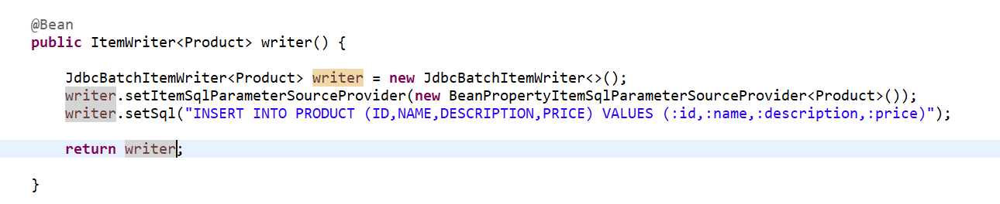 @Bean
public ItemWriter<Product> writer() {
JdbcBatchItemWriter<Product> writer = new JdbcBatchItemWriter<>();
writer.setItemSqlParameterSourceProvider(new BeanPropertyItemSqlParameterSourceProvider<Product>());
writer.setSql("INSERT INTO PRODUCT (ID,NAME,DESCRIPTION,PRICE) VALUES (:id,:name,:description,:price)");
return writer;
}